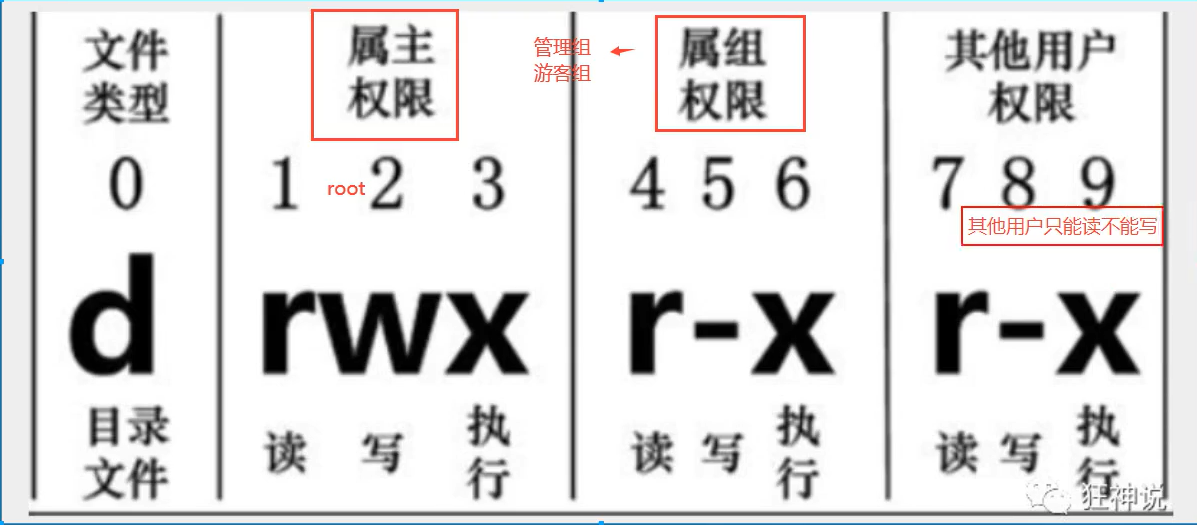 文件
类型
属主
权限
管理组
游客组
属组
权限
其他用户
权限
0
1 root 2 3
4 5 6
7 8 9
其他用户只能读不能写
d
rwx
r-x
r-x
目录
文件
读 写 执行
读 写 执行
读 写 执行
狂神说